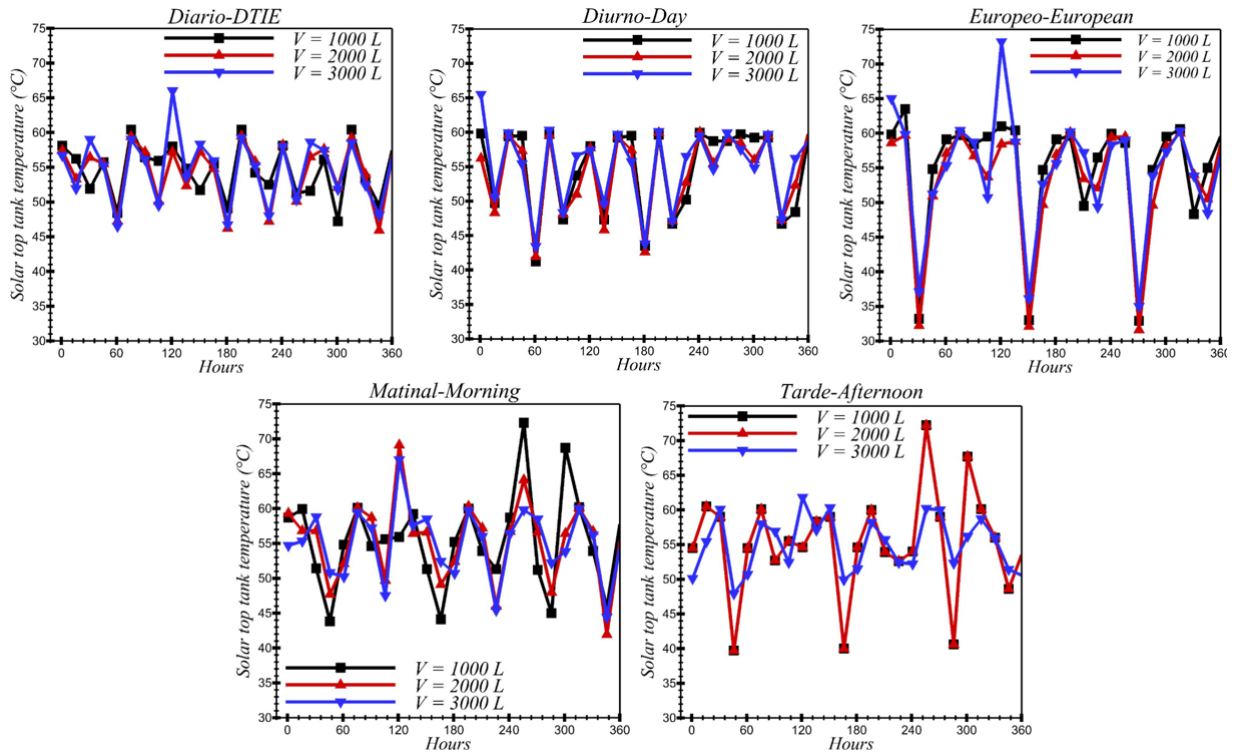 Diario-DTIE
Solar top tank temperature (°C)
75
70
65
60
55
50
45
40
35
30
V = 1000 L
V = 2000 L
V = 3000 L
0 60 120 180 240 300 360
Hours
Diurno-Day
Solar top tank temperature (°C)
75
70
65
60
55
50
45
40
35
30
V = 1000 L
V = 2000 L
V = 3000 L
0 60 120 180 240 300 360
Hours
Europeo-European
Solar top tank temperature (°C)
75
70
65
60
55
50
45
40
35
30
V = 1000 L
V = 2000 L
V = 3000 L
0 60 120 180 240 300 360
Hours
Matinal-Morning
Solar top tank temperature (°C)
75
70
65
60
55
50
45
40
35
30
V = 1000 L
V = 2000 L
V = 3000 L
0 60 120 180 240 300 360
Hours
Tarde-Afternoon
Solar top tank temperature (°C)
75
70
65
60
55
50
45
40
35
30
V = 1000 L
V = 2000 L
V = 3000 L
0 60 120 180 240 300 360
Hours